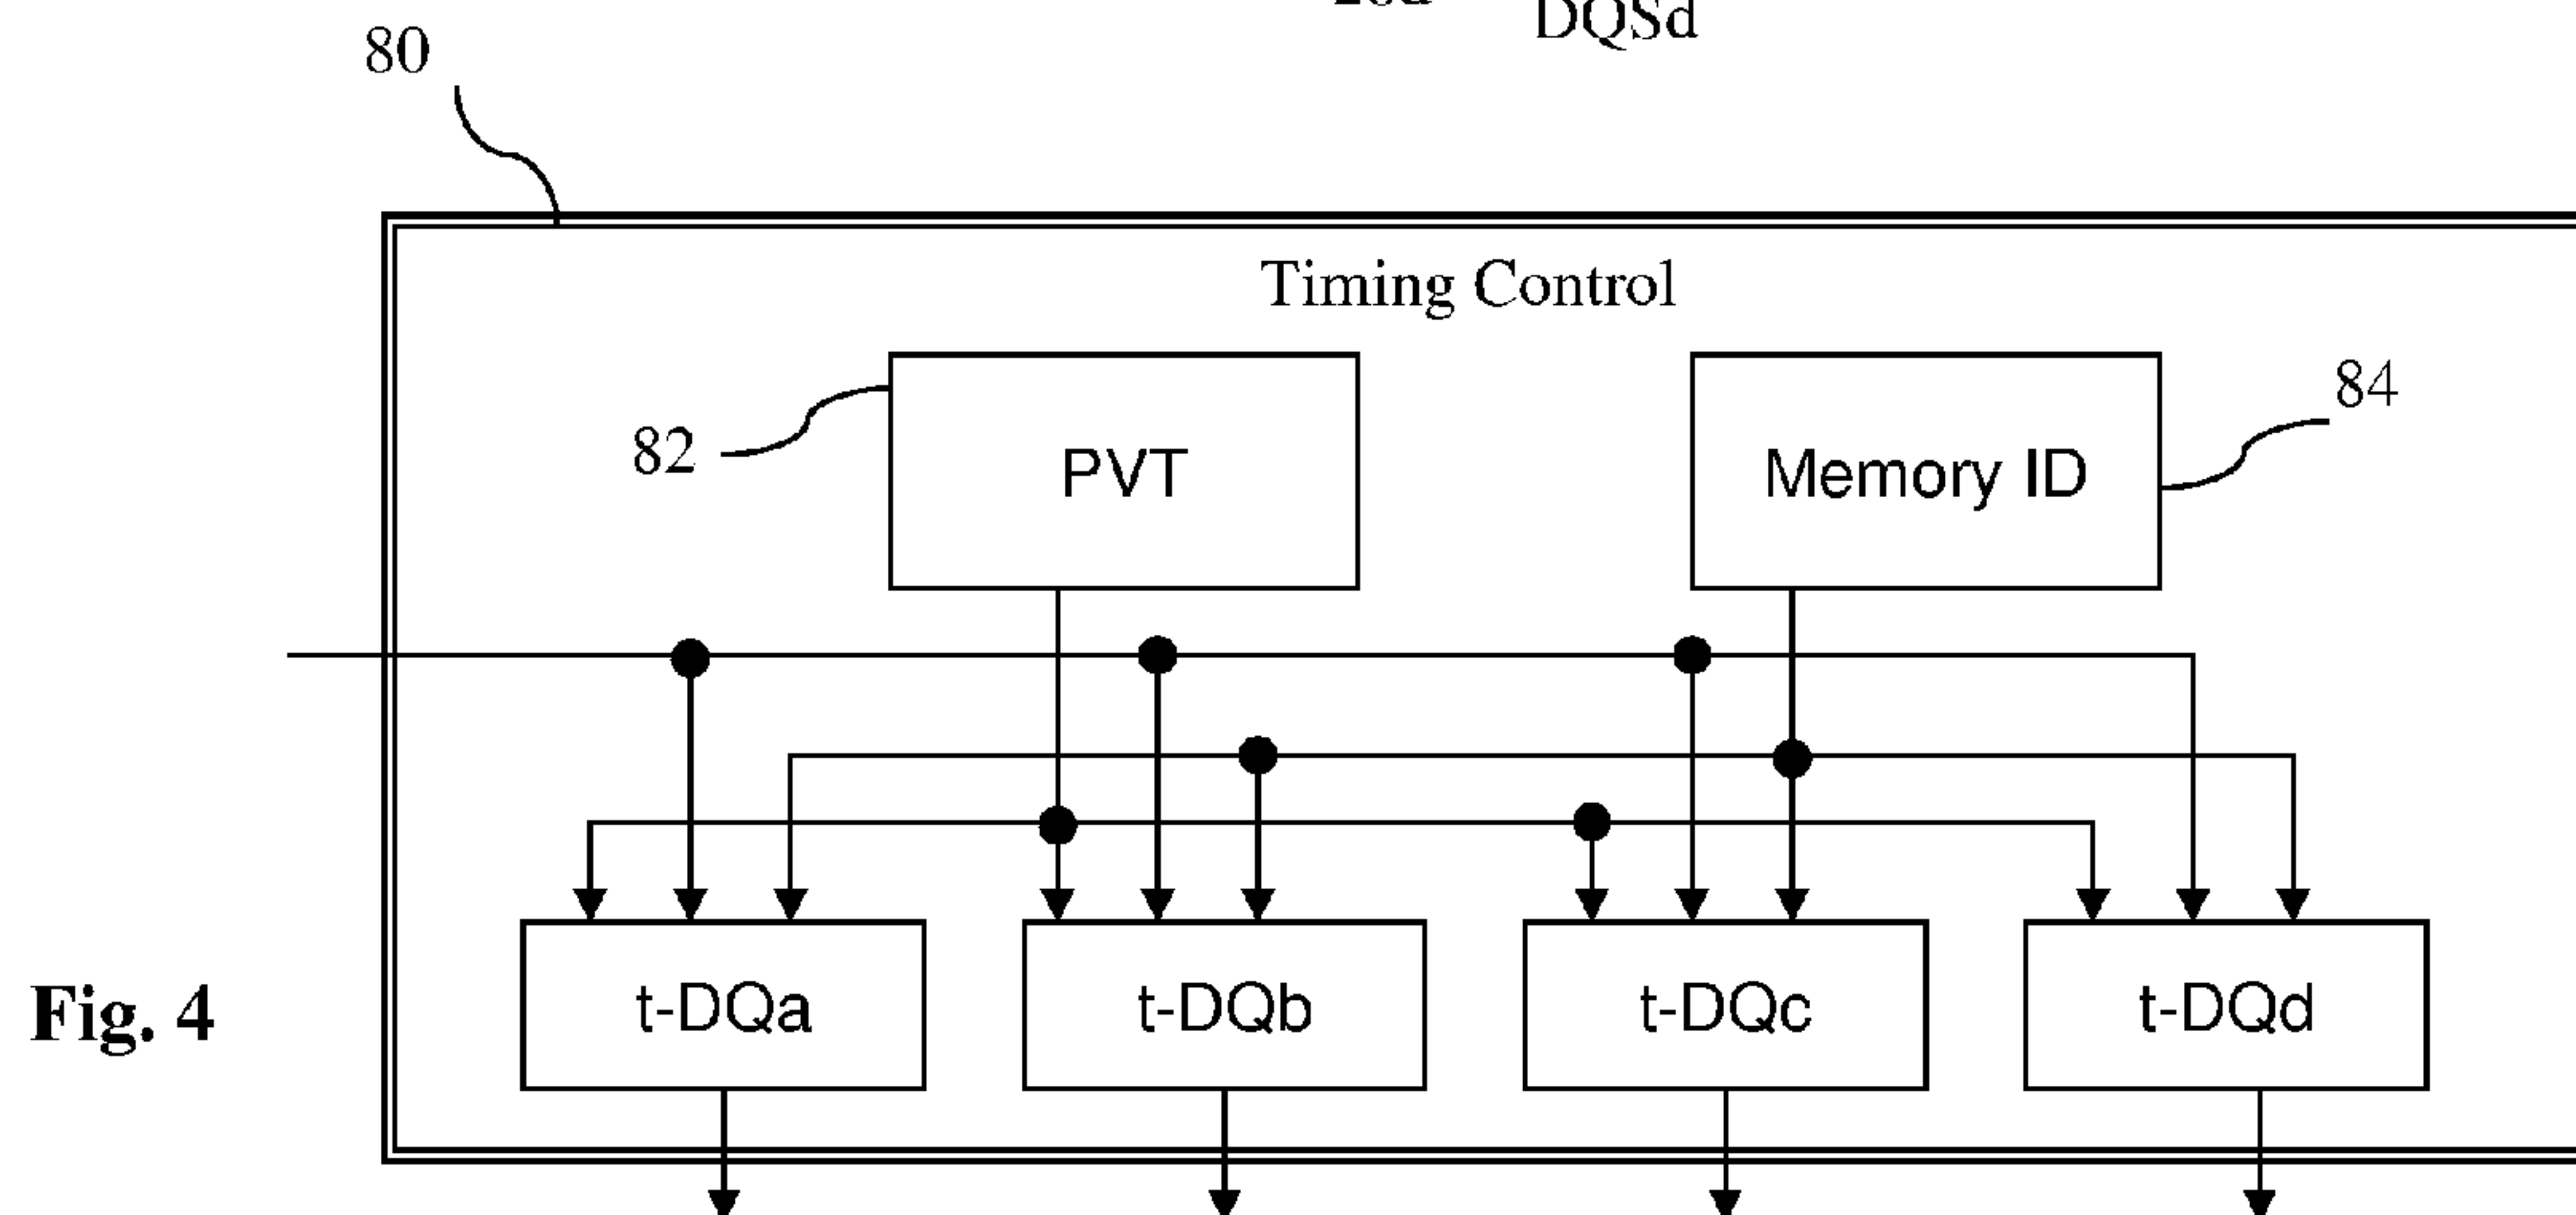 DQSd
80
Timing Control
84
82
PVT
Memory ID
Fig. 4
t-DQa
t-DQb
t-DQc
t-DQd